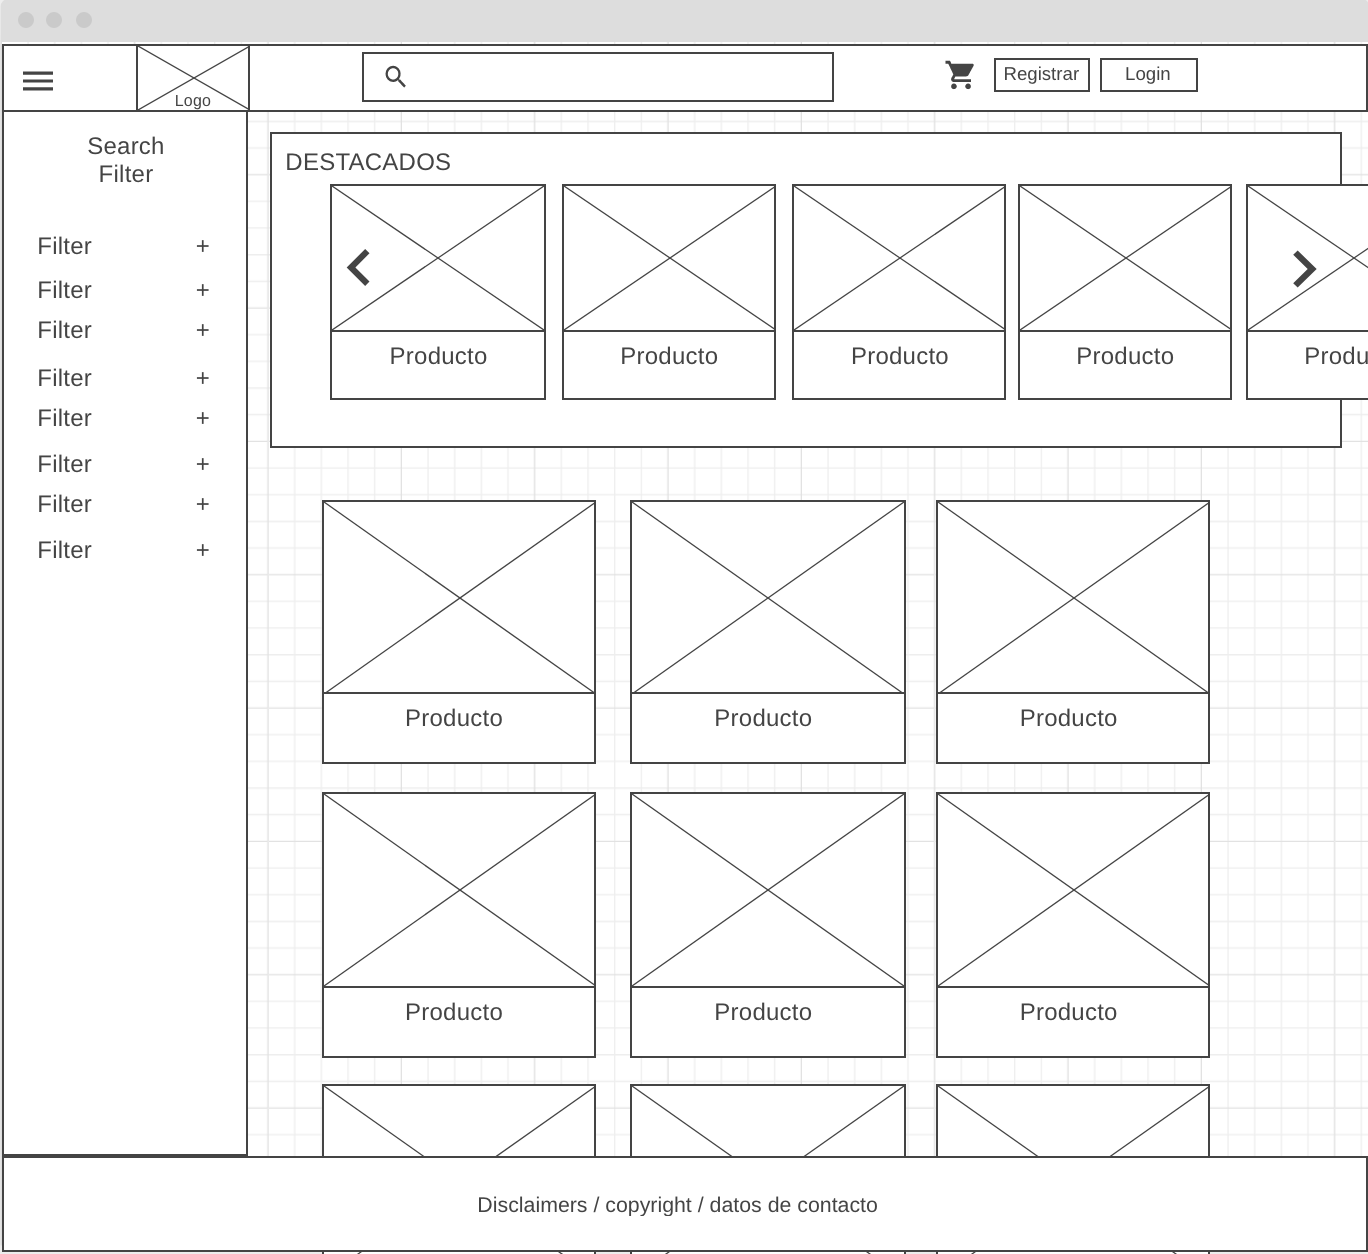 Logo
Registrar
Login
Search
Filter
Filter +
Filter +
Filter +
Filter +
Filter +
Filter +
Filter +
Filter +
DESTACADOS
Producto Producto Producto Producto Produ
Producto Producto Producto
Producto Producto Producto
Disclaimers / copyright / datos de contacto